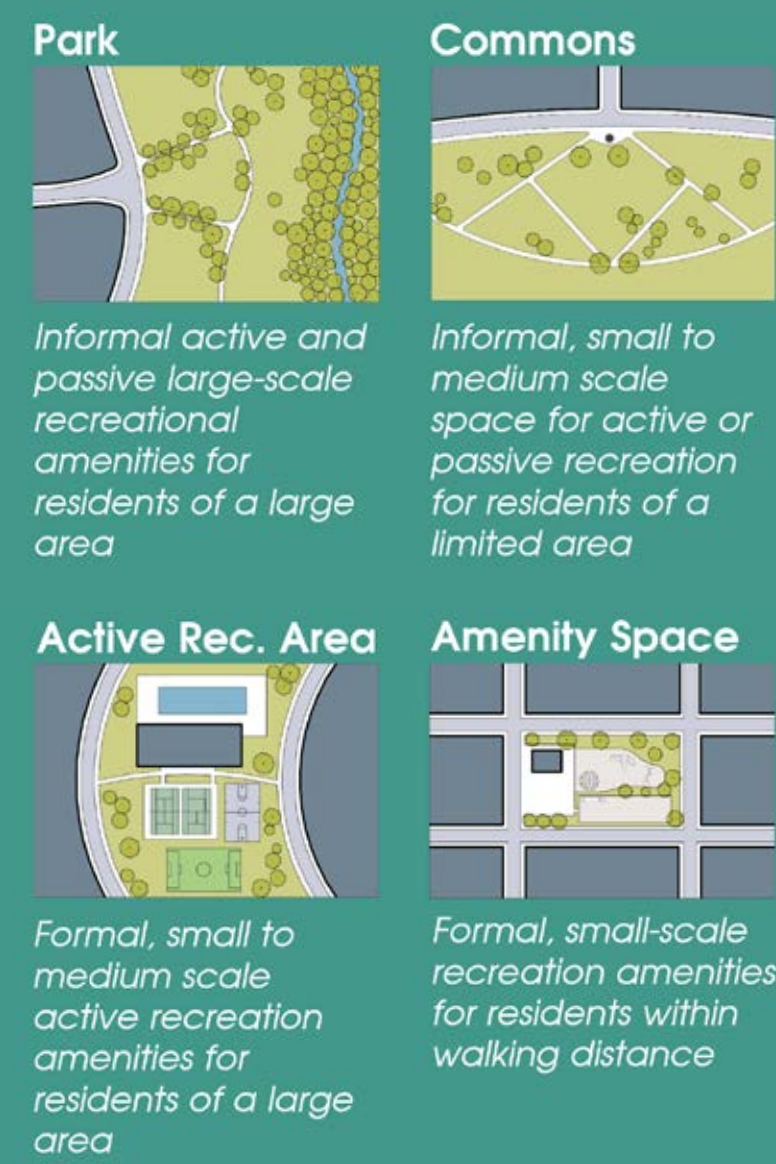 Park
Informal active and
passive large-scale
recreational
amenities for
residents of a large
area
Commons
Informal, small to
medium scale
space for active or
passive recreation
for residents of a
limited area
Active Rec. Area
Formal, small to
medium scale
active recreation
amenities for
residents of a large
area
Amenity Space
Formal, small-scale
recreation amenities
for residents within
walking distance